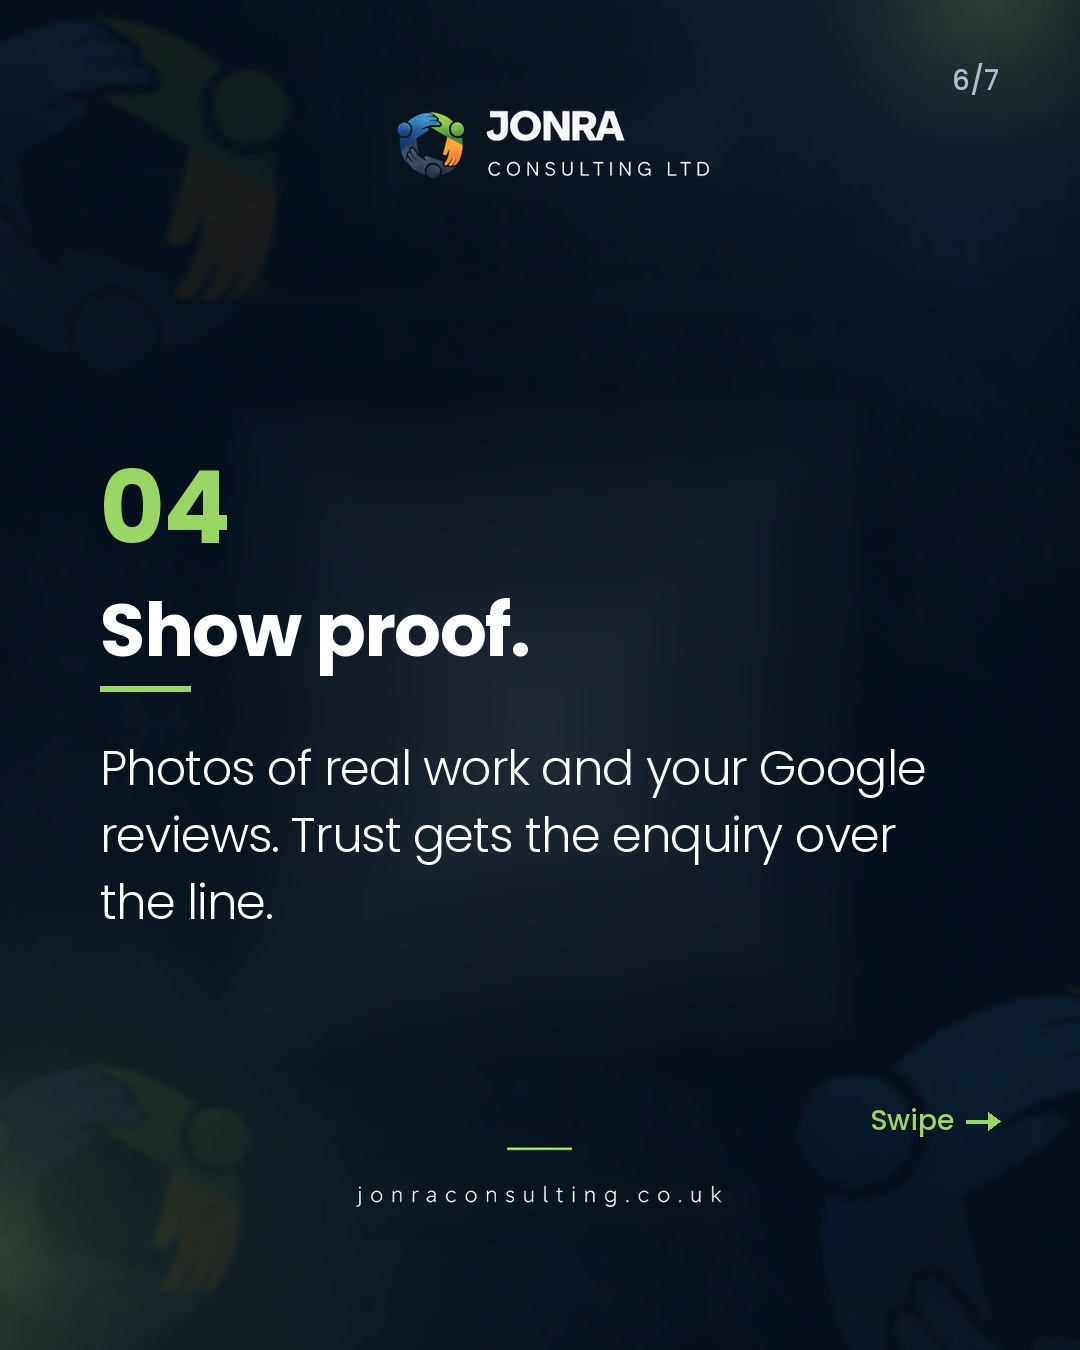 6/7
JONRA
CONSULTING LTD
04
Show proof.
Photos of real work and your Google
reviews. Trust gets the enquiry over
the line.
Swipe →
jonraconsulting.co.uk